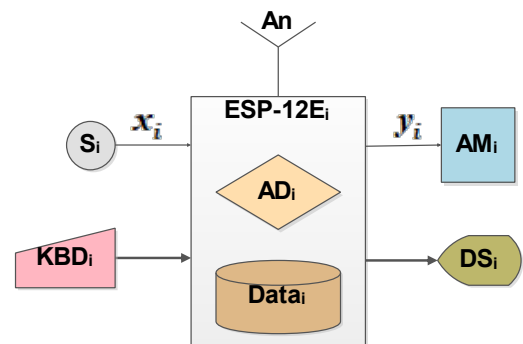 An
ESP-12Eᵢ
xᵢ
yᵢ
Sᵢ
AMᵢ
ADᵢ
KBDᵢ
DSᵢ
Dataᵢ